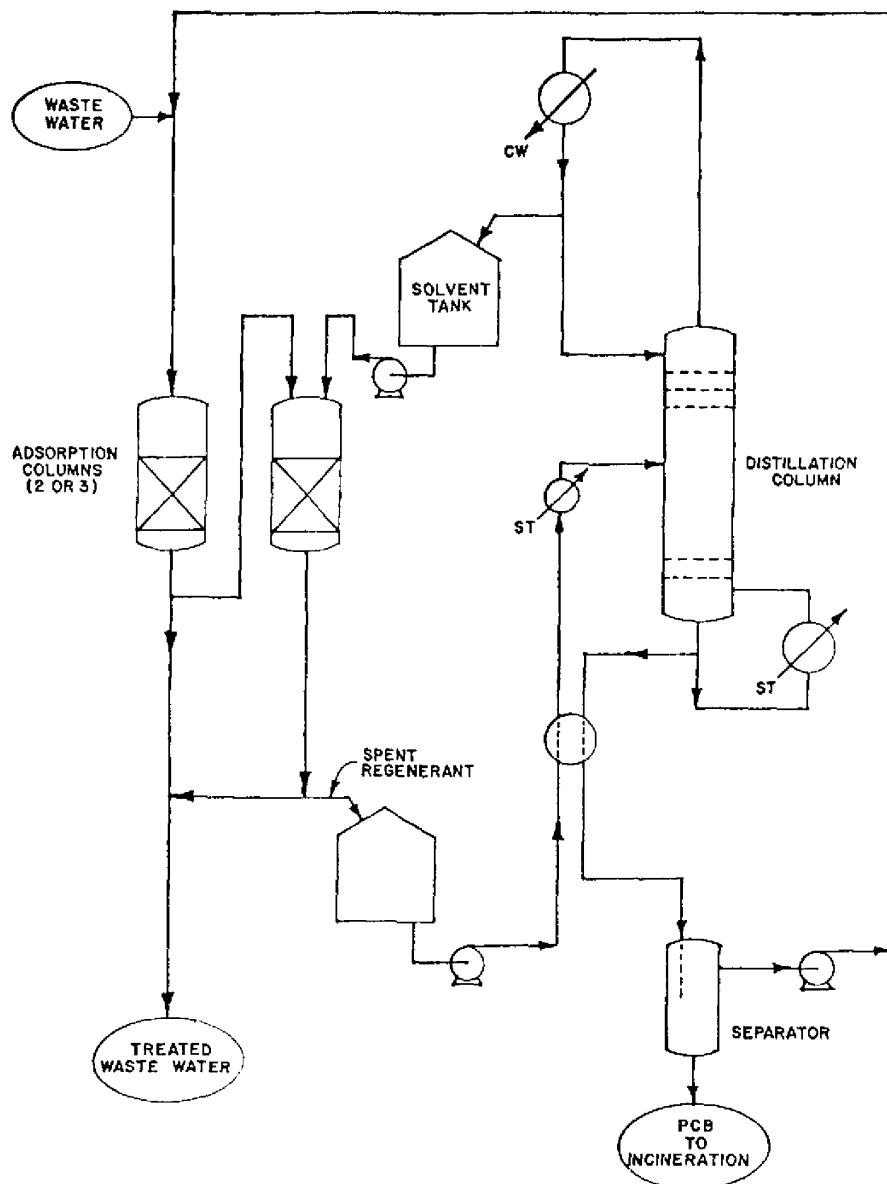 WASTE
WATER
CW
SOLVENT
TANK
ADSORPTION
COLUMNS
(2 OR 3)
DISTILLATION
COLUMN
ST
ST
SPENT
REGENERANT
SEPARATOR
TREATED
WASTE WATER
PCB
TO
INCINERATION